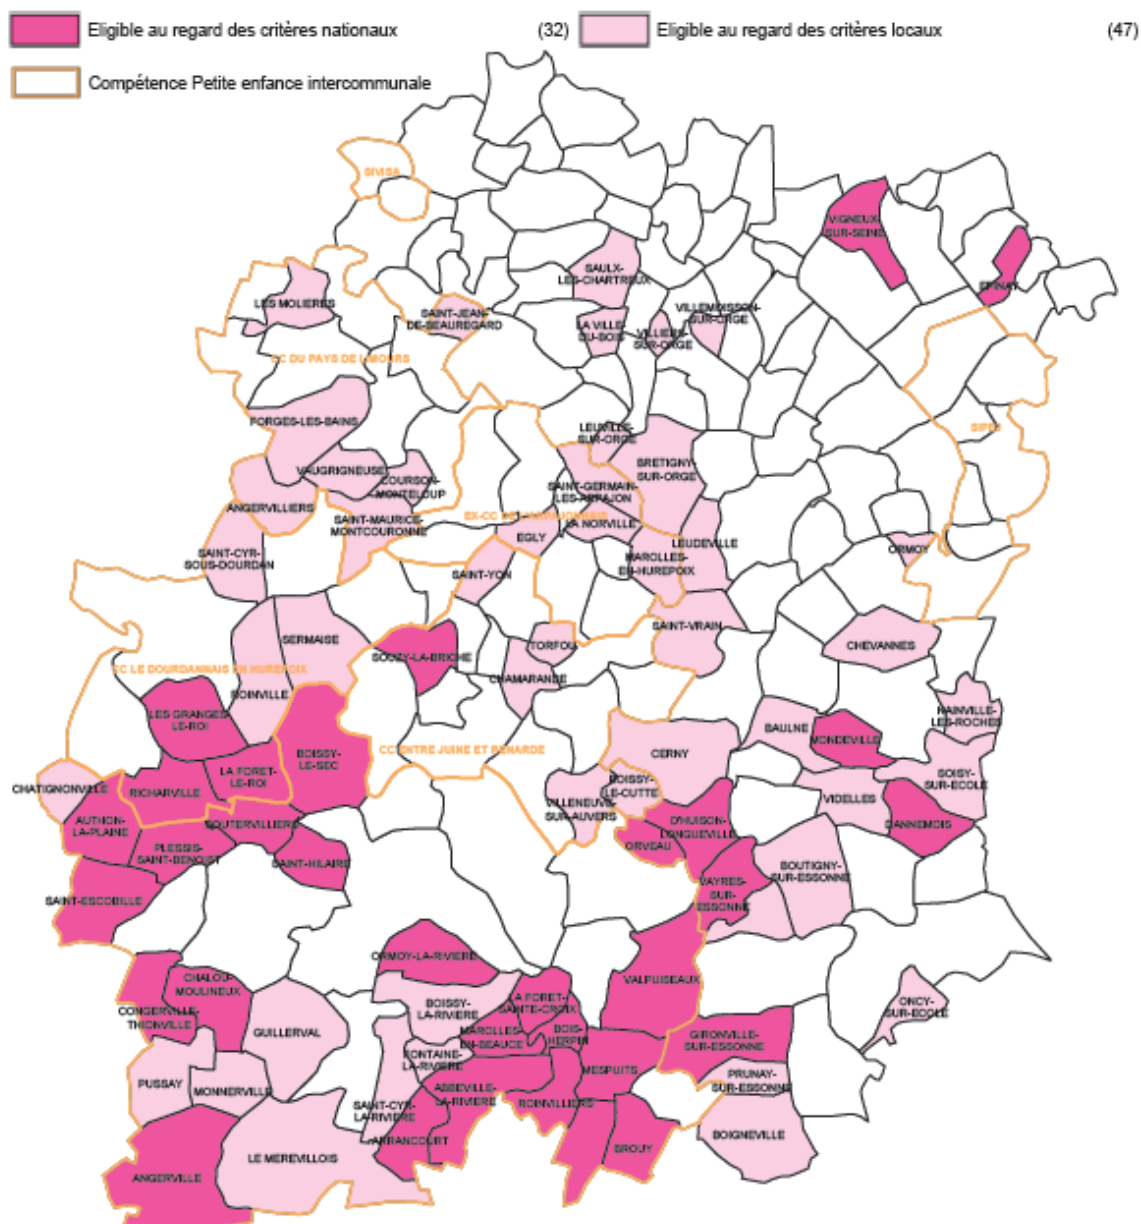 Eligible au regard des critères nationaux (32)
Eligible au regard des critères locaux (47)
Compétence Petite enfance intercommunale
SIVISA
VIGNEUX-
SUR-SEINE
EPINAY
SAULX-
LES-CHARTREUX
LES MOLIERES
SAINT-JEAN-
DE-BEAUREGARD
VILLEMOISSON-
SUR-ORGE
LA VILLE-
DU-BOIS
VILLIERS-
SUR-ORGE
CC DU PAYS DE LIMOURS
FORGES-LES-BAINS
LEUVILLE-
SUR-ORGE
BRETIGNY-
SUR-ORGE
VAUGRIGNEUSE
COURSON-
MONTELOUP
SAINT-GERMAIN-
LES-ARPAJON
ANGERVILLIERS
SAINT-MAURICE-
MONTCOURONNE
LA NORVILLE
EGLY
LEUDEVILLE
ORMOY
SAINT-CYR-
SOUS-DOURDAN
MAROLLES-
EN-HUREPOIX
SAINT-YON
SAINT-VRAIN
SERMAISE
SOUZY-LA-BRICHE
TORFOU
CHEVANNES
CC LE DOURDANNAIS EN HUREPOIX
CHAMARANDE
ROINVILLE
LES GRANGES-
LE-ROI
NAINVILLE-
LES-ROCHES
BAULNE
MONDEVILLE
CC ENTRE JUINE ET RENARDE
CERNY
BOISSY-
LE-SEC
LA FORET-
LE-ROI
SOISY-
SUR-ECOLE
CHATIGNONVILLE
RICHARVILLE
BOISSY-
LE-CUTTE
VILLENEUVE-
SUR-AUVERS
VIDELLES
AUTHON-
LA-PLAINE
BOUTERVILLIERS
D'HUISON-
LONGUEVILLE
DANNEMOIS
PLESSIS-
SAINT-BENOIST
SAINT-HILAIRE
ORVEAU
BOUTIGNY-
SUR-ESSONNE
VAYRES-
SUR-
ESSONNE
SAINT-ESCOBILLE
ORMOY-LA-RIVIERE
CHALOU-
MOULINEUX
VALPUISEAUX
CONGERVILLE-
THIONVILLE
BOISSY-
LA-RIVIERE
LA FORET-
SAINTE-CROIX
ONCY-
SUR-ECOLE
GUILLERVAL
MAROLLES-
EN-BEAUCE
BOIS-
HERPIN
GIRONVILLE-
SUR-ESSONNE
FONTAINE-
LA-RIVIERE
MESPUITS
PUSSAY
MONNERVILLE
PRUNAY-
SUR-ESSONNE
ABBEVILLE-
LA-RIVIERE
SAINT-CYR-
LA-RIVIERE
ROINVILLIERS
ARRANCOURT
BROUY
BOIGNEVILLE
LE MEREVILLOIS
ANGERVILLE